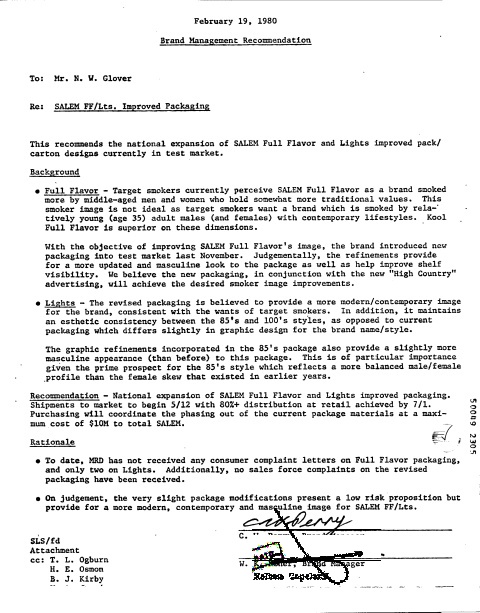 February 19, 1980
Brand Management Recommendation
To: Mr. N. W. Glover
Re: SALEM FF/Lts. Improved Packaging
This recommends the national expansion of SALEM Full Flavor and Lights improved pack/
carton designs currently in test market.
Background
• Full Flavor - Target smokers currently perceive SALEM Full Flavor as a brand smoked
more by middle-aged men and women who hold somewhat more traditional values. This
smoker image is not ideal as target smokers want a brand which is smoked by rela-
tively young (age 35) adult males (and females) with contemporary lifestyles. Kool
Full Flavor is superior on these dimensions.
With the objective of improving SALEM Full Flavor's image, the brand introduced new
packaging into test market last November. Judgementally, the refinements provide
for a more updated and masculine look to the package as well as help improve shelf
visibility. We believe the new packaging, in conjunction with the new "High Country"
advertising, will achieve the desired smoker image improvements.
• Lights - The revised packaging is believed to provide a more modern/contemporary image
for the brand, consistent with the wants of target smokers. In addition, it maintains
an esthetic consistency between the 85's and 100's styles, as opposed to current
packaging which differs slightly in graphic design for the brand name/style.
The graphic refinements incorporated in the 85's package also provide a slightly more
masculine appearance (than before) to this package. This is of particular importance
given the prime prospect for the 85's style which reflects a more balanced male/female
profile than the female skew that existed in earlier years.
Recommendation - National expansion of SALEM Full Flavor and Lights improved packaging.
Shipments to market to begin 5/12 with 80%+ distribution at retail achieved by 7/1.
Purchasing will coordinate the phasing out of the current package materials at a maxi-
mum cost of $10M to total SALEM.
Rationale
• To date, MRD has not received any consumer complaint letters on Full Flavor packaging,
and only two on Lights. Additionally, no sales force complaints on the revised
packaging have been received.
• On judgement, the very slight package modifications present a low risk proposition but
provide for a more modern, contemporary and masculine image for SALEM FF/Lts.
C.
SLS/fd
Attachment
cc: T. L. Ogburn
H. E. Osmon
B. J. Kirby
W. Brand Manager
50049 2305